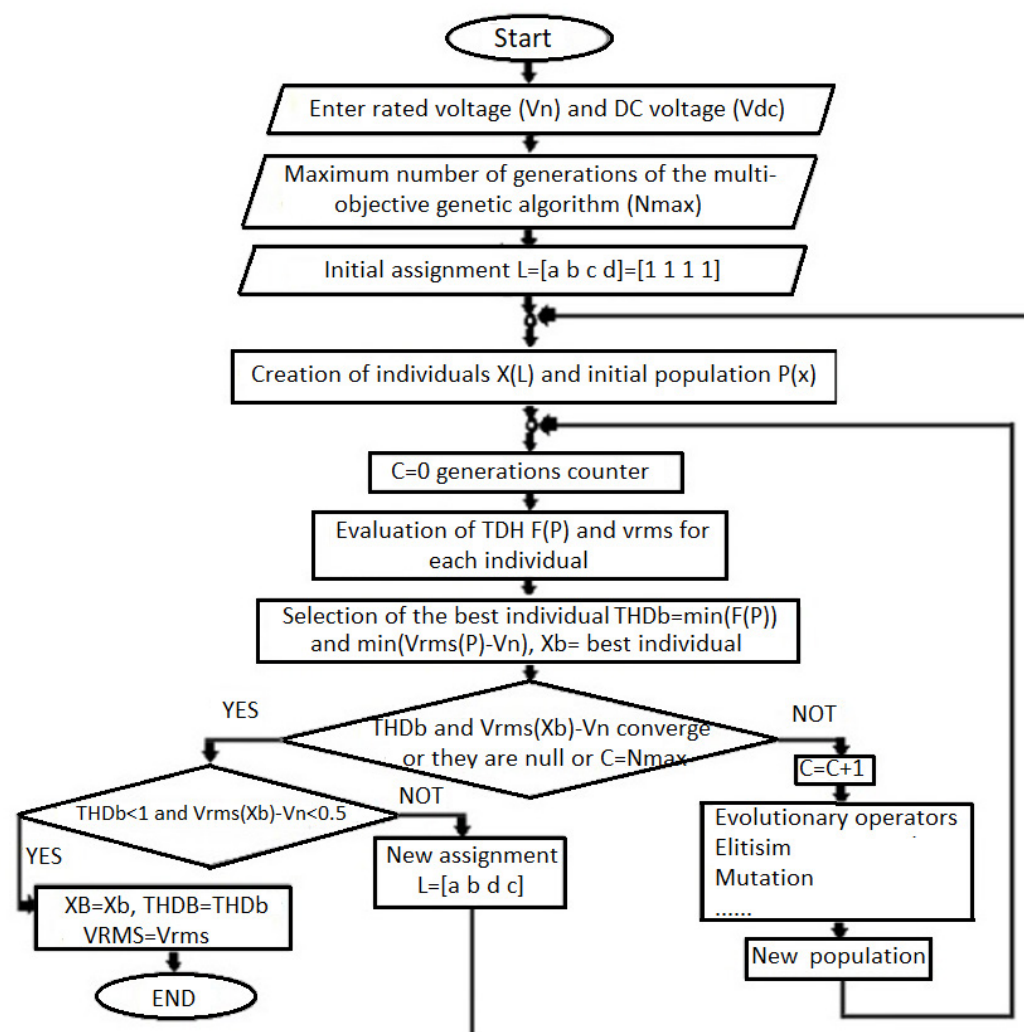 Start
Enter rated voltage (Vn) and DC voltage (Vdc)
Maximum number of generations of the multi-
objective genetic algorithm (Nmax)
Initial assignment L=[a b c d]=[1 1 1 1]
Creation of individuals X(L) and initial population P(x)
C=0 generations counter
Evaluation of TDH F(P) and vrms for
each individual
Selection of the best individual THDb=min(F(P))
and min(Vrms(P)-Vn), Xb= best individual
YES
THDb and Vrms(Xb)-Vn converge
or they are null or C=Nmax
NOT
C=C+1
THDb<1 and Vrms(Xb)-Vn<0.5
NOT
YES
New assignment
L=[a b d c]
Evolutionary operators
Elitisim
Mutation
......
XB=Xb, THDB=THDb
VRMS=Vrms
New population
END